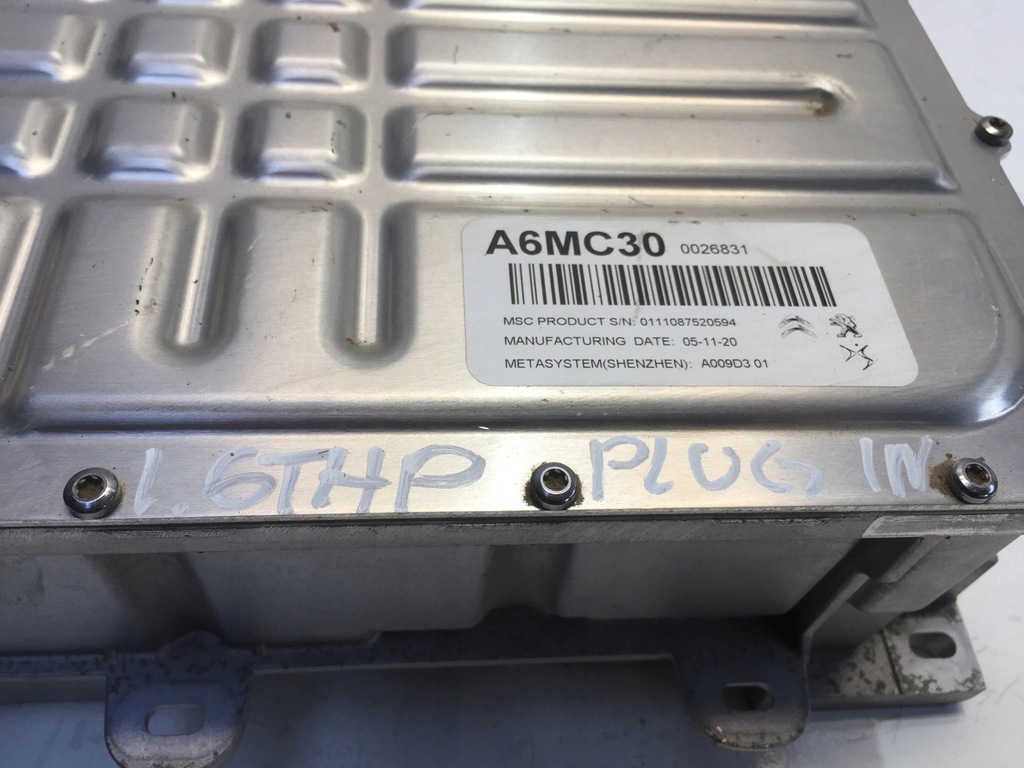 A6MC30 0026831
MSC PRODUCT S/N: 0111087520594
MANUFACTURING DATE: 05-11-20
METASYSTEM(SHENZHEN): A009D3 01
1.6THP PLUG IN